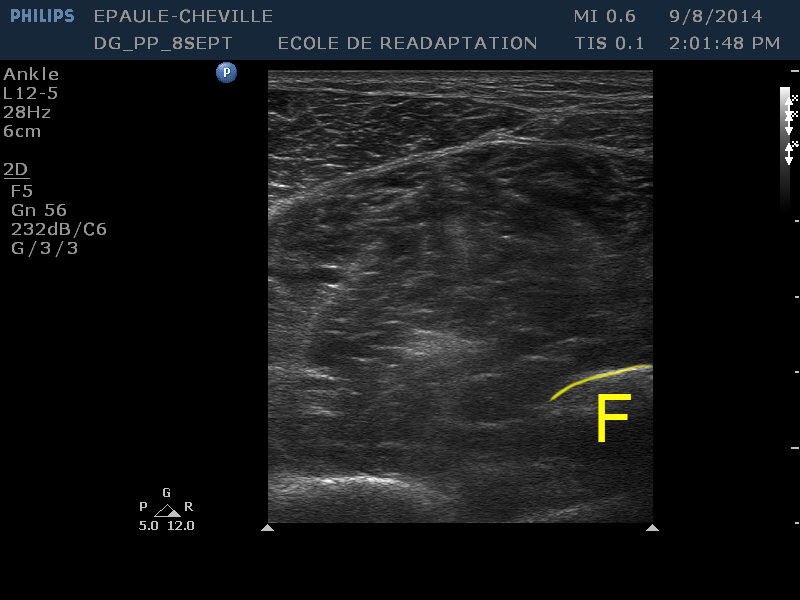 PHILIPS EPAULE-CHEVILLE MI 0.6 9/8/2014
DG_PP_8SEPT ECOLE DE READAPTATION TIS 0.1 2:01:48 PM
Ankle
L12-5
28Hz
6cm
2D
F5
Gn 56
232dB/C6
G/3/3
P
F
G
P R
5.0 12.0